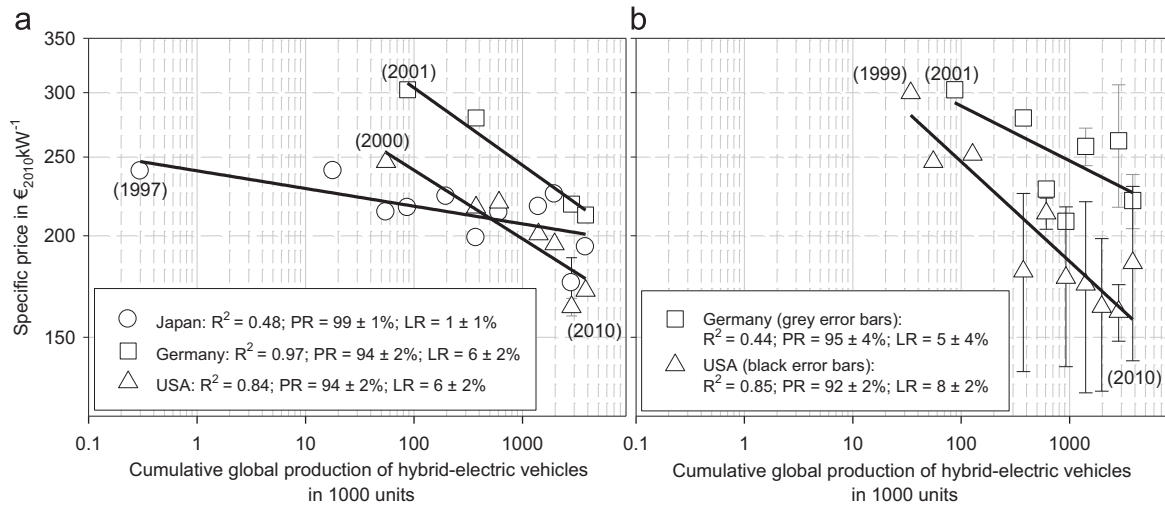 a
Specific price in €2010kW-1
350
300
250
200
150
(2001)
(2000)
(1997)
(2010)
Japan: R2 = 0.48; PR = 99 ± 1%; LR = 1 ± 1%
Germany: R2 = 0.97; PR = 94 ± 2%; LR = 6 ± 2%
USA: R2 = 0.84; PR = 94 ± 2%; LR = 6 ± 2%
0.1 1 10 100 1000
Cumulative global production of hybrid-electric vehicles
in 1000 units
b
350
300
250
200
150
(1999) (2001)
(2010)
Germany (grey error bars):
R2 = 0.44; PR = 95 ± 4%; LR = 5 ± 4%
USA (black error bars):
R2 = 0.85; PR = 92 ± 2%; LR = 8 ± 2%
0.1 1 10 100 1000
Cumulative global production of hybrid-electric vehicles
in 1000 units